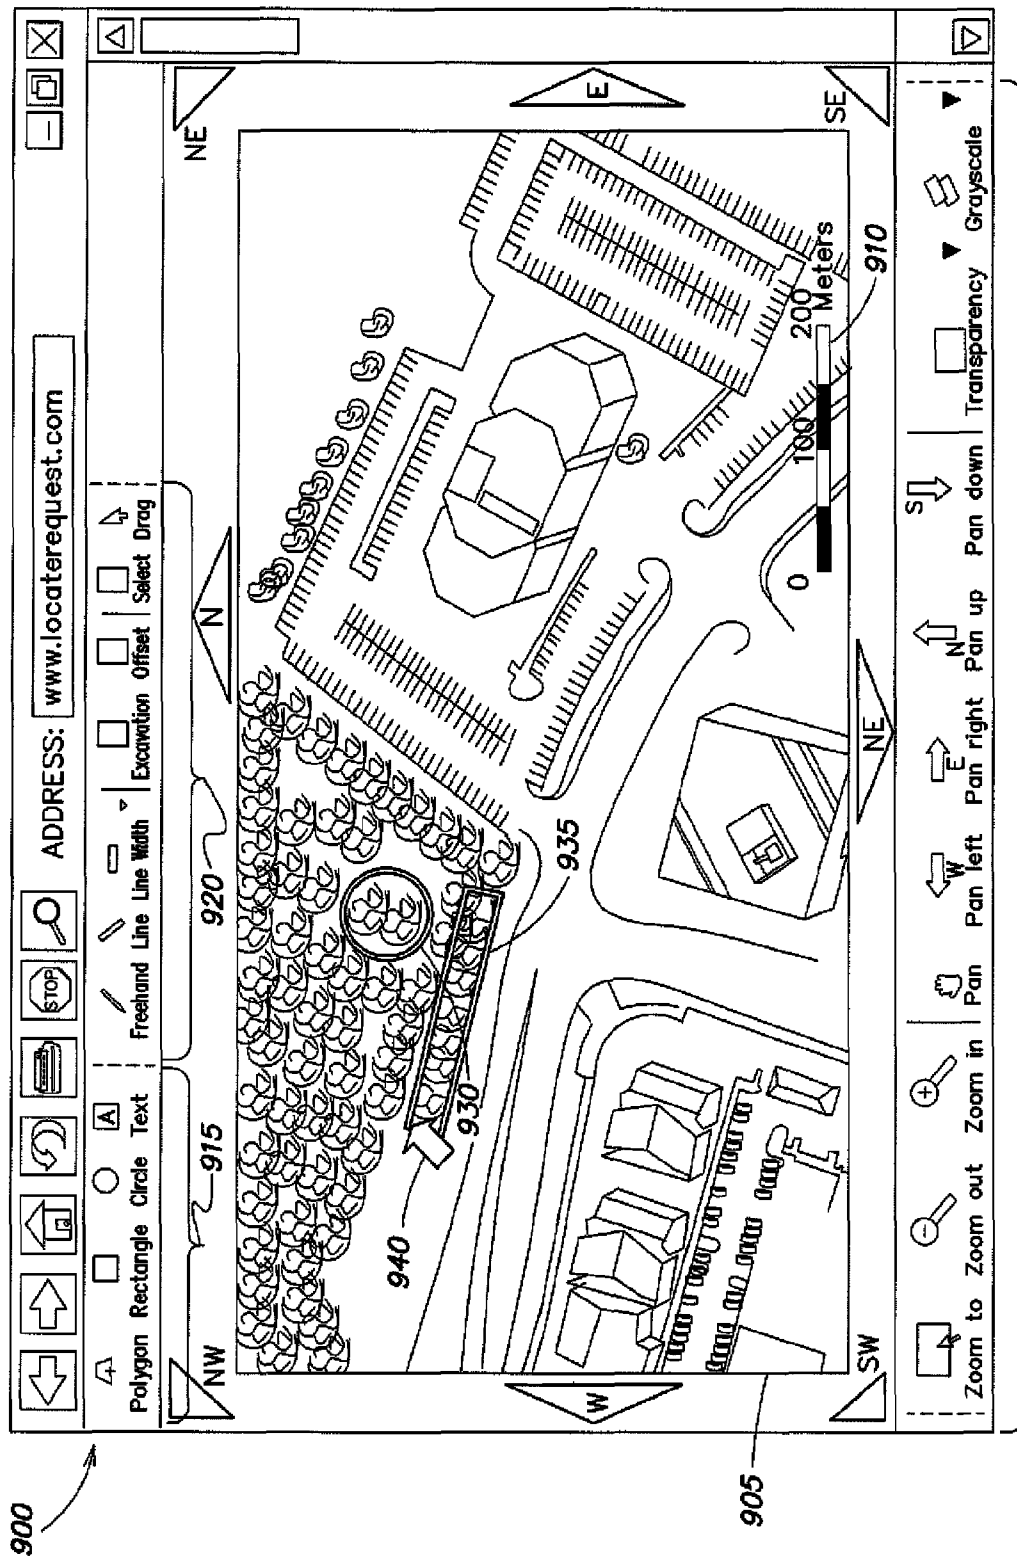 900
ADDRESS: www.locaterequest.com
STOP
A
Polygon Rectangle Circle Text Freehand Line Line Width Excavation Offset Select Drag
915
920
NW
N
NE
940
930
935
W
E
0 100 200
Meters
910
905
SW
NE
SE
W E N S
Zoom to Zoom out Zoom in Pan Pan left Pan right Pan up Pan down Transparency Grayscale